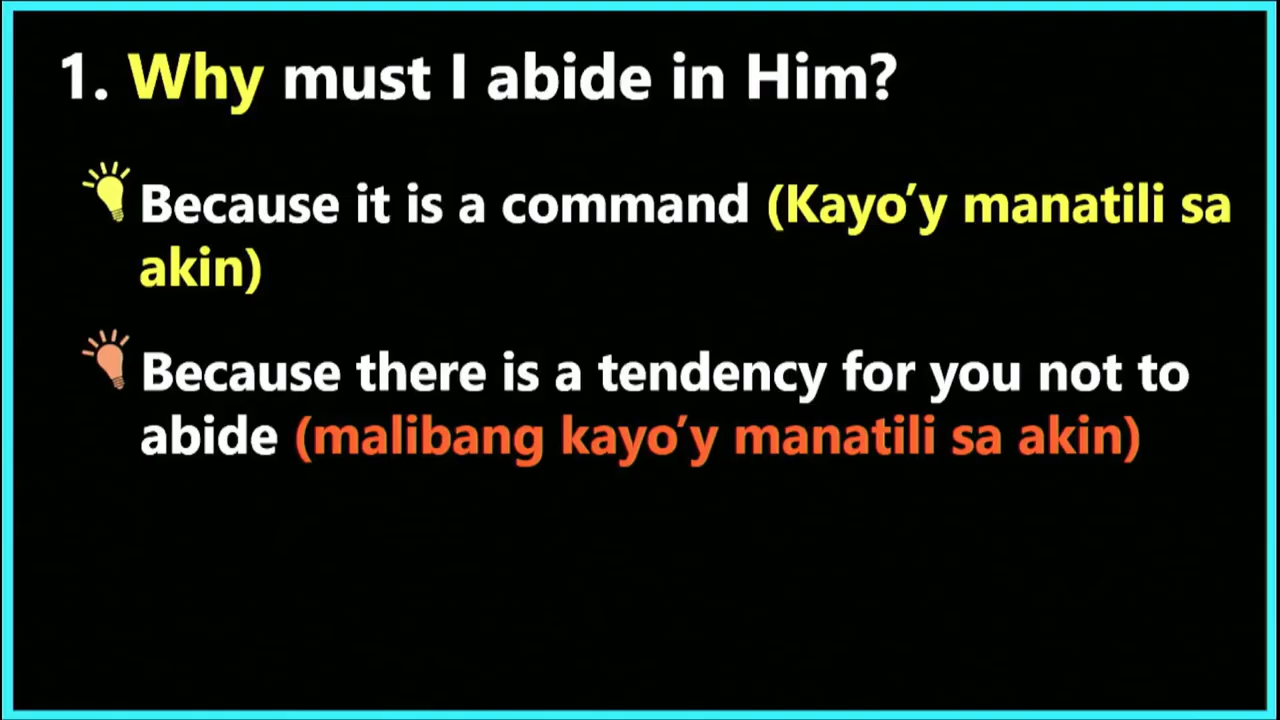 1. Why must I abide in Him?
Because it is a command (Kayo’y manatili sa
akin)
Because there is a tendency for you not to
abide (malibang kayo’y manatili sa akin)